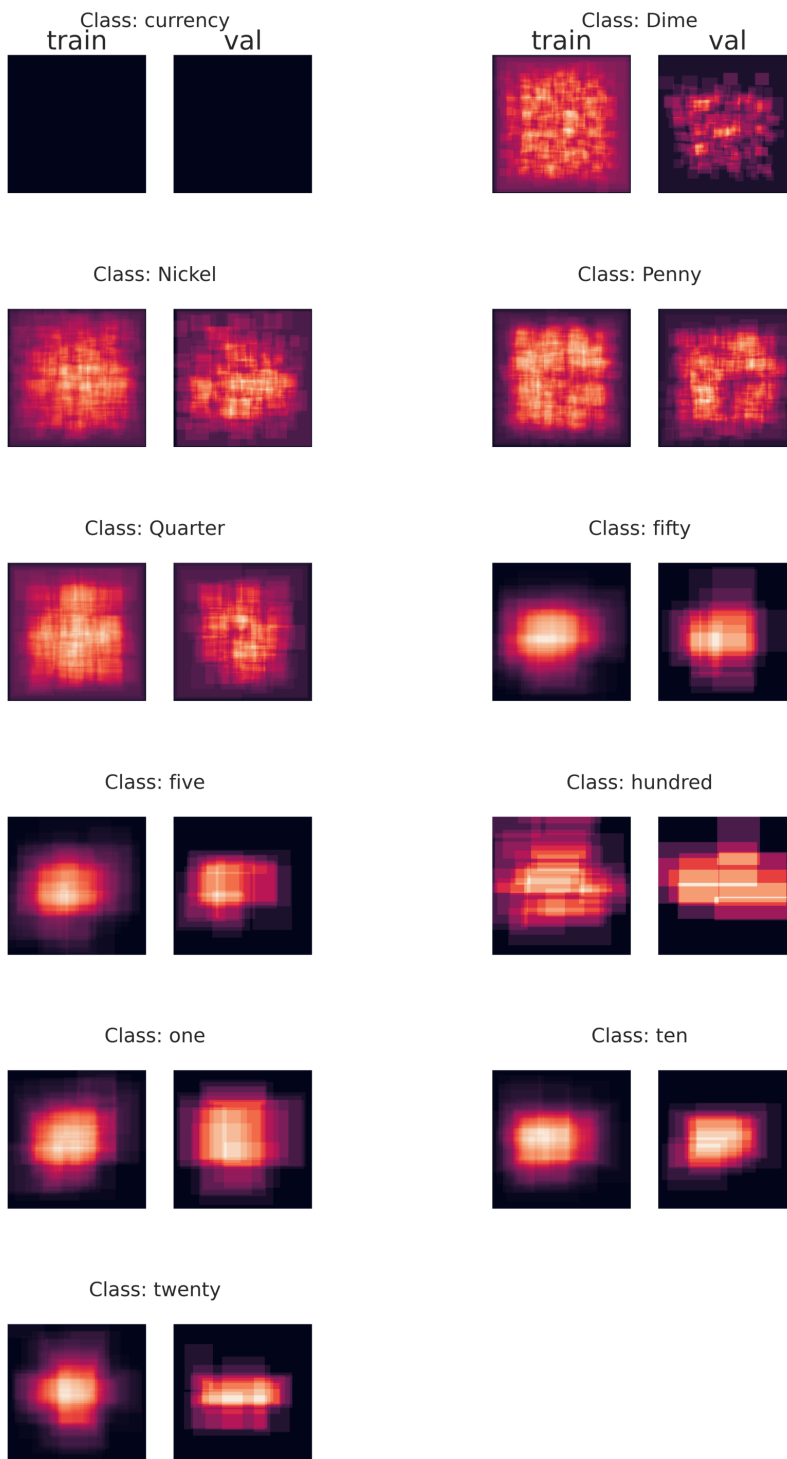 Class: currency
train val
Class: Dime
train val
Class: Nickel
Class: Penny
Class: Quarter
Class: fifty
Class: five
Class: hundred
Class: one
Class: ten
Class: twenty